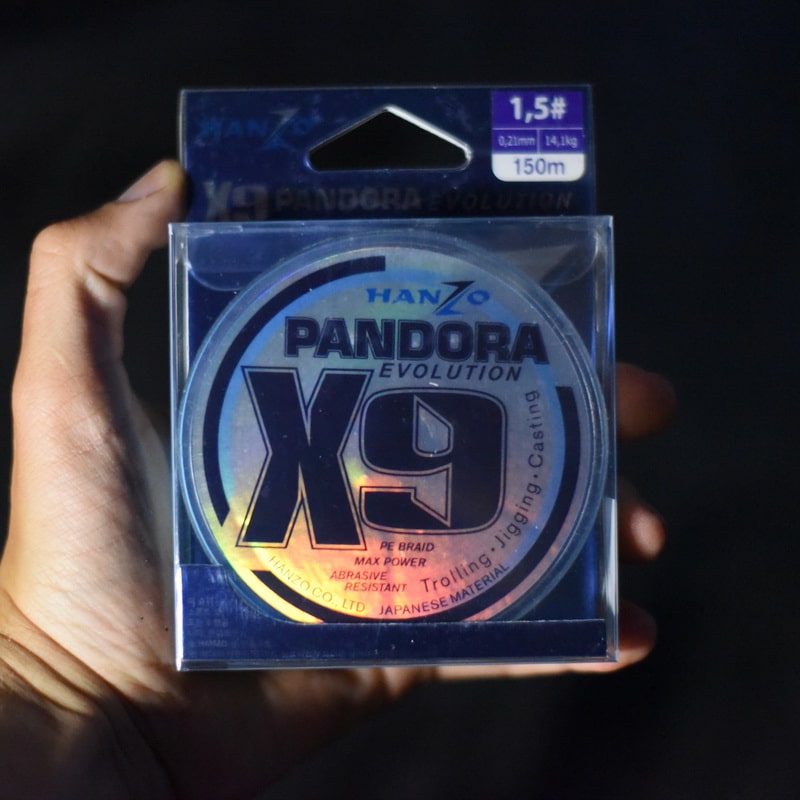 HANZO
1,5#
0,21mm 14,1kg
150m
X9 PANDORA EVOLUTION
HANZO
PANDORA
EVOLUTION
X9
PE BRAID
MAX POWER
ABRASIVE
RESISTANT
Trolling · Jigging · Casting
HANZO CO., LTD JAPANESE MATERIAL